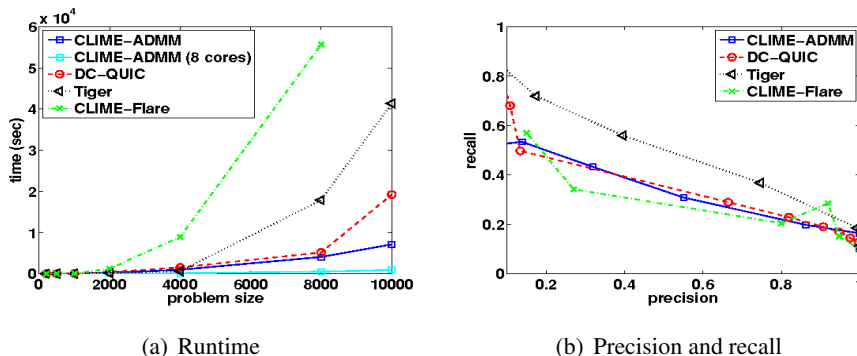 6 x 10^4
5
4
3
2
1
0
time (sec)
CLIME-ADMM
CLIME-ADMM (8 cores)
DC-QUIC
Tiger
CLIME-Flare
0 2000 4000 6000 8000 10000
problem size
(a) Runtime
1
0.8
0.6
0.4
0.2
0
recall
CLIME-ADMM
DC-QUIC
Tiger
CLIME-Flare
0.2 0.4 0.6 0.8 1
precision
(b) Precision and recall